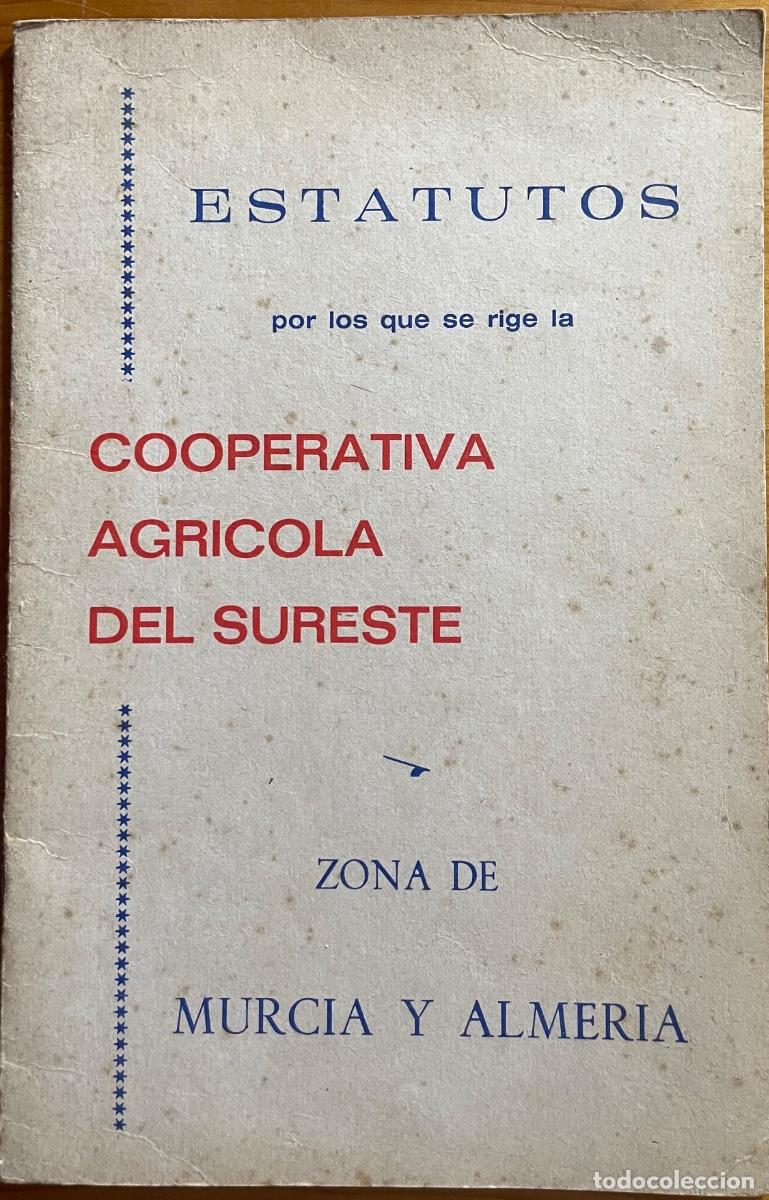 ESTATUTOS
por los que se rige la
COOPERATIVA
AGRICOLA
DEL SURESTE
ZONA DE
MURCIA Y ALMERIA
todocoleccion